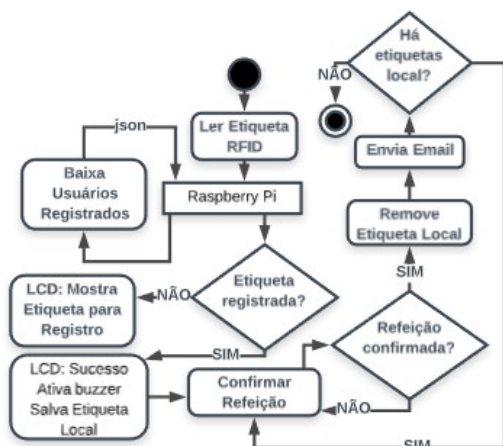 Há
etiquetas
local?
NÃO
json
Ler Etiqueta
RFID
Envia Email
Baixa
Usuários
Registrados
Raspberry Pi
Remove
Etiqueta Local
Etiqueta
registrada?
SIM
LCD: Mostra
Etiqueta para
Registro
NÃO
Refeição
confirmada?
SIM
LCD: Sucesso
Ativa buzzer
Salva Etiqueta
Local
Confirmar
Refeição
NÃO
SIM